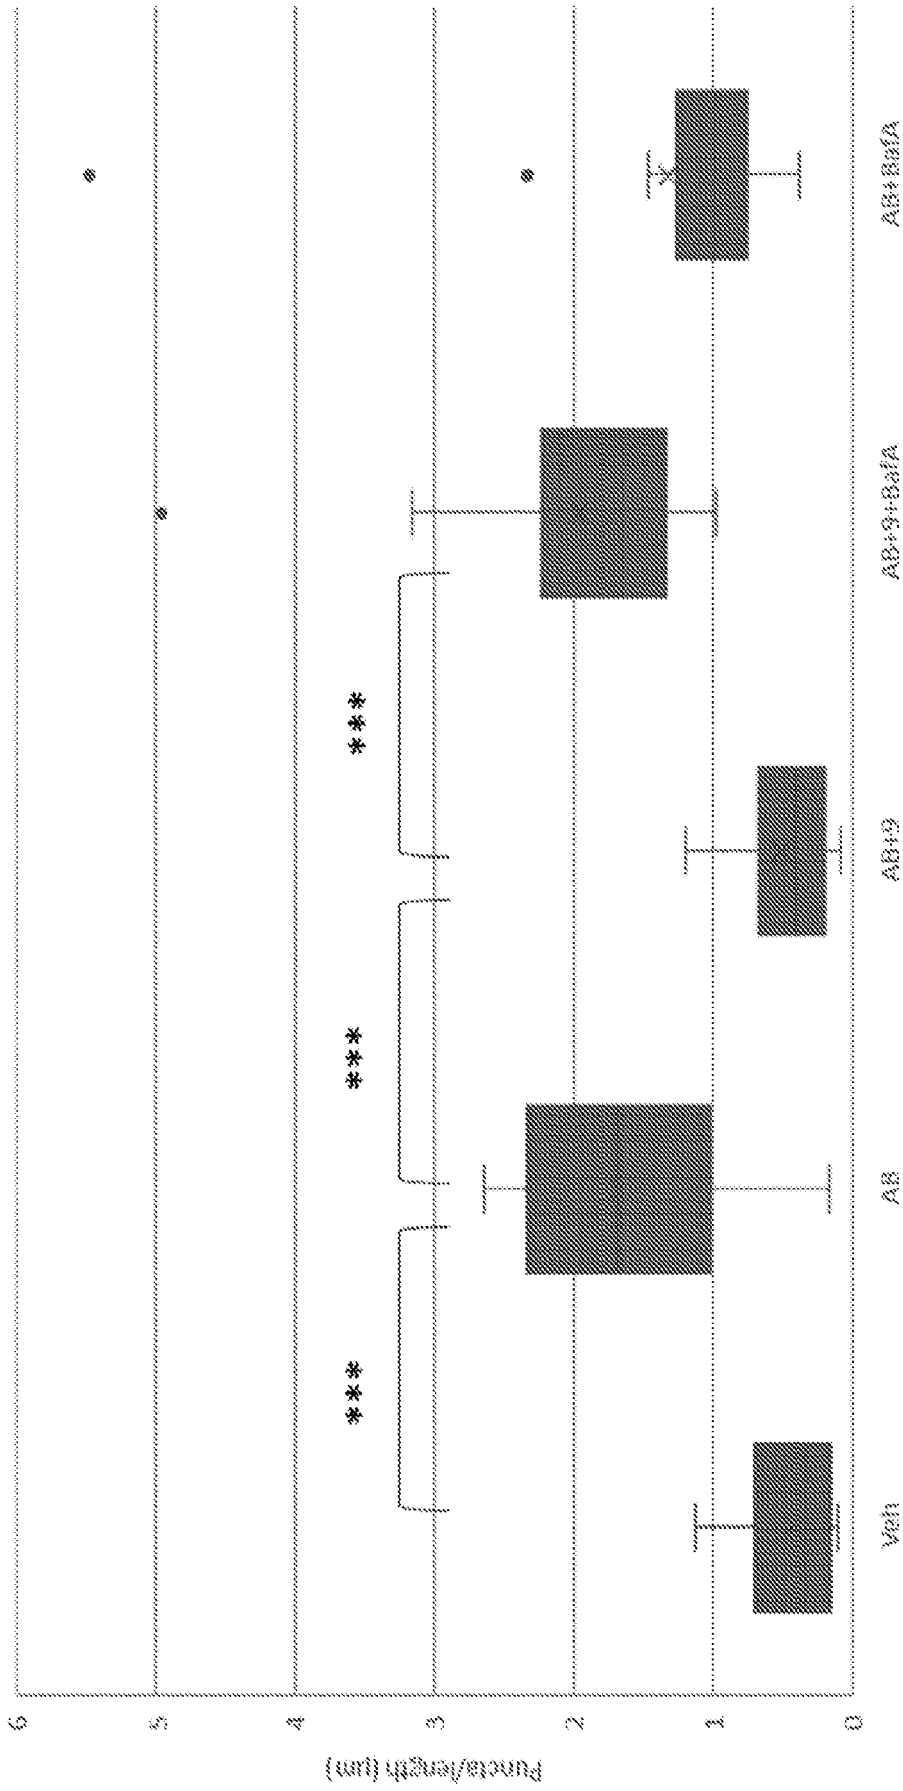 Puncta/length (μm)
6
5
4
3
2
1
0
***
***
***
Veh
AB
AB+9
AB+9+BafA
AB+BafA